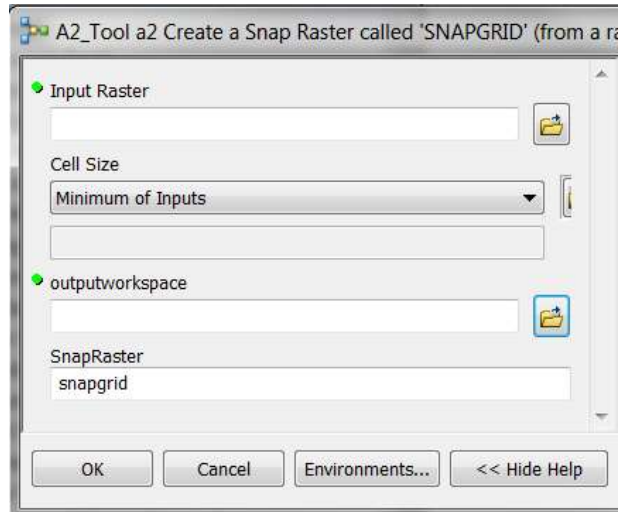 A2_Tool a2 Create a Snap Raster called 'SNAPGRID' (from a ra
Input Raster
Cell Size
Minimum of Inputs
outputworkspace
SnapRaster
snapgrid
OK Cancel Environments... << Hide Help